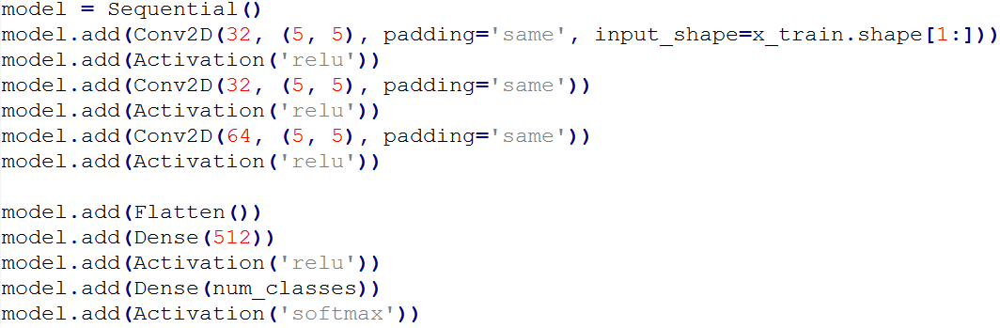 model = Sequential()
model.add(Conv2D(32, (5, 5), padding='same', input_shape=x_train.shape[1:]))
model.add(Activation('relu'))
model.add(Conv2D(32, (5, 5), padding='same'))
model.add(Activation('relu'))
model.add(Conv2D(64, (5, 5), padding='same'))
model.add(Activation('relu'))
model.add(Flatten())
model.add(Dense(512))
model.add(Activation('relu'))
model.add(Dense(num_classes))
model.add(Activation('softmax'))